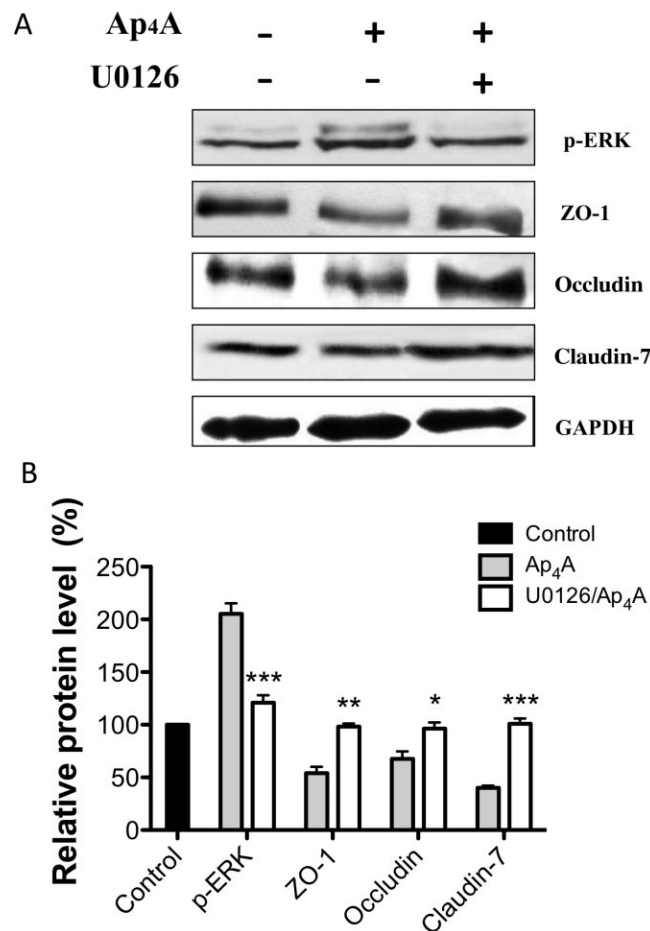 A
Ap4A - + +
U0126 - - +
p-ERK
ZO-1
Occludin
Claudin-7
GAPDH
B
Relative protein level (%)
250
200
150
100
50
0
Control
Ap4A
U0126/Ap4A
***
**
*
***
Control
p-ERK
ZO-1
Occludin
Claudin-7